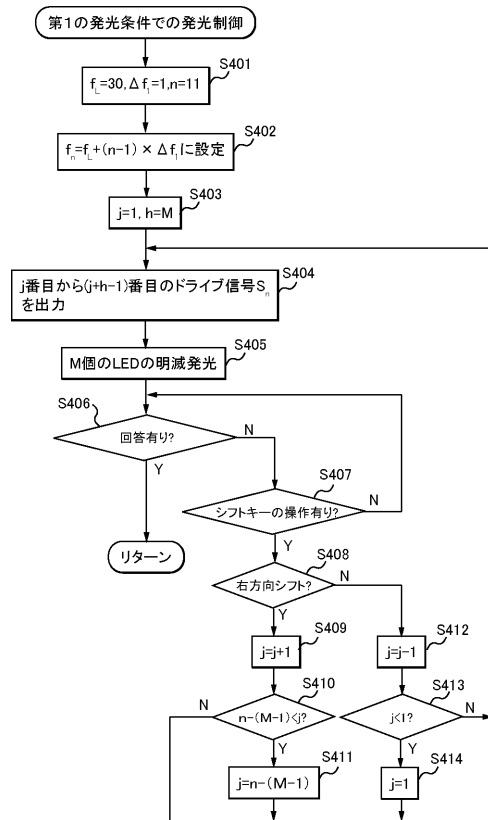 第1の発光条件での発光制御
S401
f_L=30, Δf_1=1, n=11
S402
f_n=f_L+(n-1)×Δf_1に設定
S403
j=1, h=M
S404
j番目から(j+h-1)番目のドライブ信号S_n
を出力
S405
M個のLEDの明滅発光
S406
回答有り?
N
Y
S407
シフトキーの操作有り?
N
Y
リターン
S408
右方向シフト?
N
Y
S409
j=j+1
S412
j=j-1
S410
N
n-(M-1)<j?
Y
S413
j<1?
N
Y
S411
j=n-(M-1)
S414
j=1